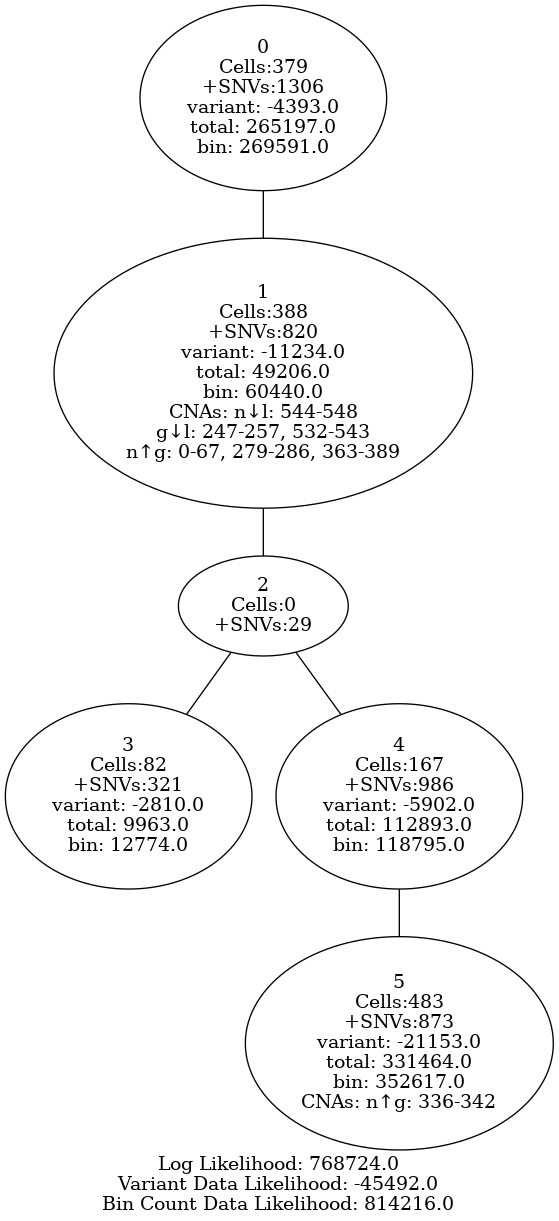 0
Cells:379
+SNVs:1306
variant: -4393.0
total: 265197.0
bin: 269591.0
1
Cells:388
+SNVs:820
variant: -11234.0
total: 49206.0
bin: 60440.0
CNAs: n↓l: 544-548
g↓l: 247-257, 532-543
n↑g: 0-67, 279-286, 363-389
2
Cells:0
+SNVs:29
3
Cells:82
+SNVs:321
variant: -2810.0
total: 9963.0
bin: 12774.0
4
Cells:167
+SNVs:986
variant: -5902.0
total: 112893.0
bin: 118795.0
5
Cells:483
+SNVs:873
variant: -21153.0
total: 331464.0
bin: 352617.0
CNAs: n↑g: 336-342
Log Likelihood: 768724.0
Variant Data Likelihood: -45492.0
Bin Count Data Likelihood: 814216.0